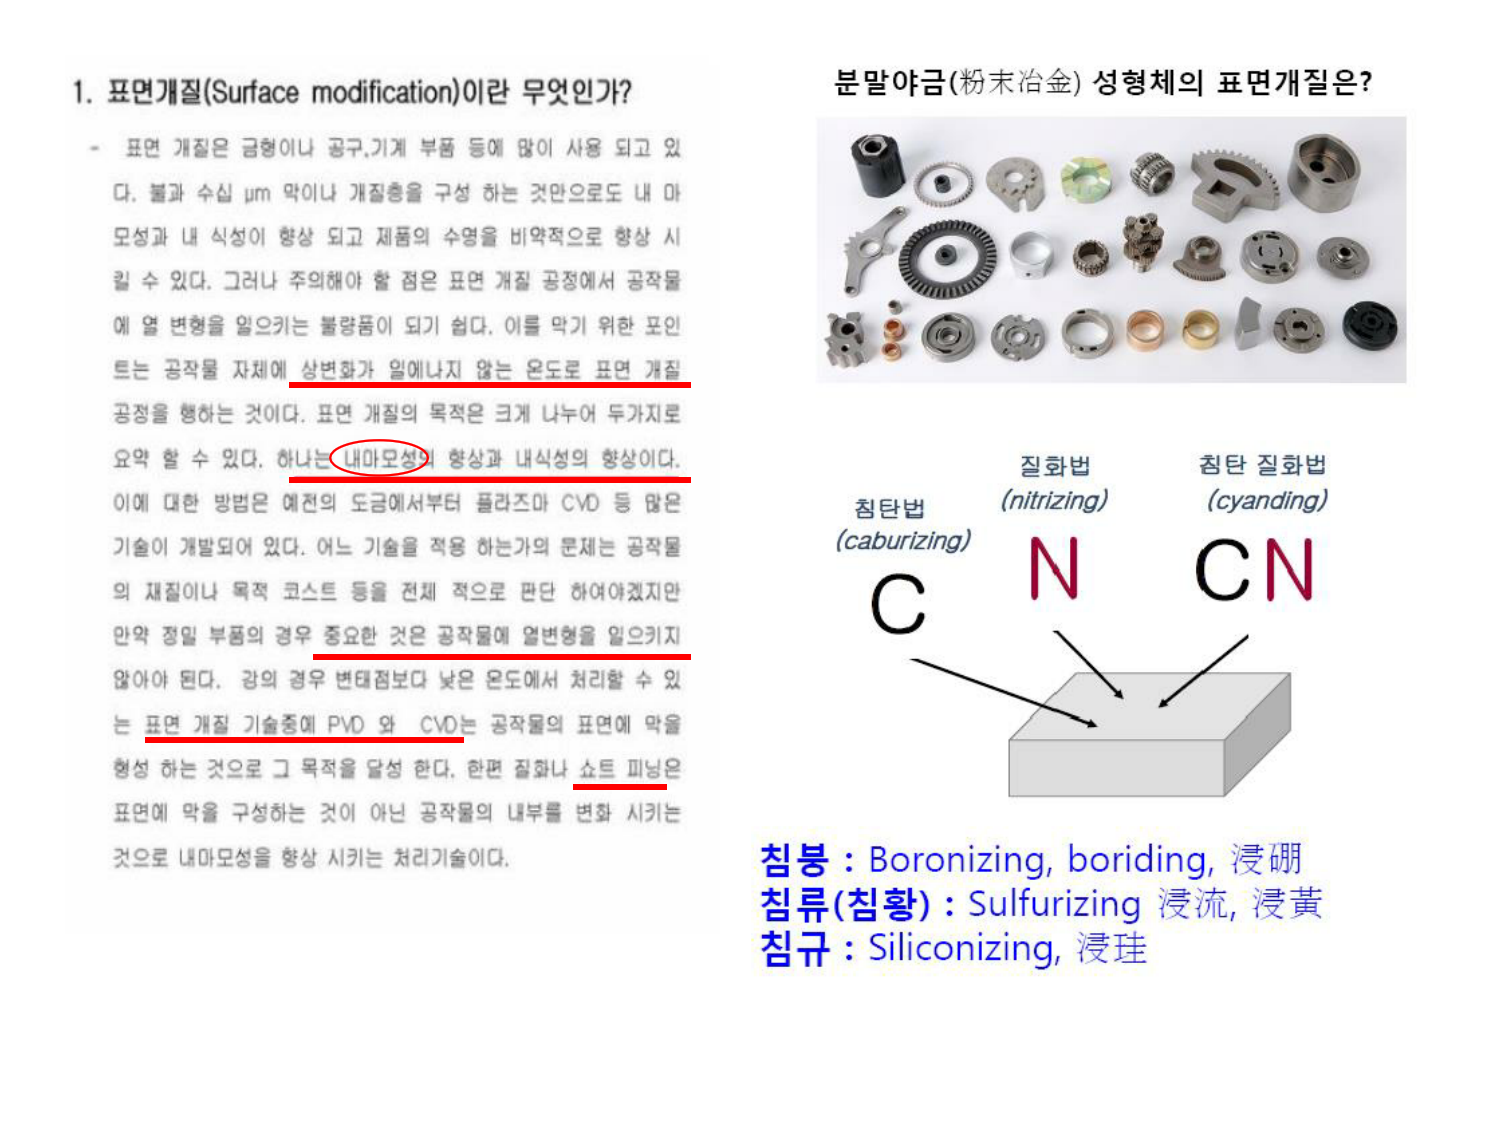 1. 표면개질(Surface modification)이란 무엇인가?
- 표면 개질은 금형이나 공구,기계 부품 등에 많이 사용 되고 있
다. 불과 수십 μm 막이나 개질층을 구성 하는 것만으로도 내 마
모성과 내 식성이 향상 되고 제품의 수명을 비약적으로 향상 시
킬 수 있다. 그러나 주의해야 할 점은 표면 개질 공정에서 공작물
에 열 변형을 일으키는 불량품이 되기 쉽다. 이를 막기 위한 포인
트는 공작물 자체에 상변화가 일에나지 않는 온도로 표면 개질
공정을 행하는 것이다. 표면 개질의 목적은 크게 나누어 두가지로
요약 할 수 있다. 하나는 내마모성의 향상과 내식성의 향상이다.
이에 대한 방법은 예전의 도금에서부터 플라즈마 CVD 등 많은
기술이 개발되어 있다. 어느 기술을 적용 하는가의 문제는 공작물
의 재질이나 목적 코스트 등을 전체 적으로 판단 하여야겠지만
만약 정밀 부품의 경우 중요한 것은 공작물에 열변형을 일으키지
않아야 된다. 강의 경우 변태점보다 낮은 온도에서 처리할 수 있
는 표면 개질 기술중에 PVD 와 CVD는 공작물의 표면에 막을
형성 하는 것으로 그 목적을 달성 한다. 한편 질화나 쇼트 피닝은
표면에 막을 구성하는 것이 아닌 공작물의 내부를 변화 시키는
것으로 내마모성을 향상 시키는 처리기술이다.
분말야금(粉末冶金) 성형체의 표면개질은?
침탄법
(caburizing)
C
질화법
(nitrizing)
N
침탄 질화법
(cyanding)
CN
침붕 : Boronizing, boriding, 浸硼
침류(침황) : Sulfurizing 浸流, 浸黃
침규 : Siliconizing, 浸珪